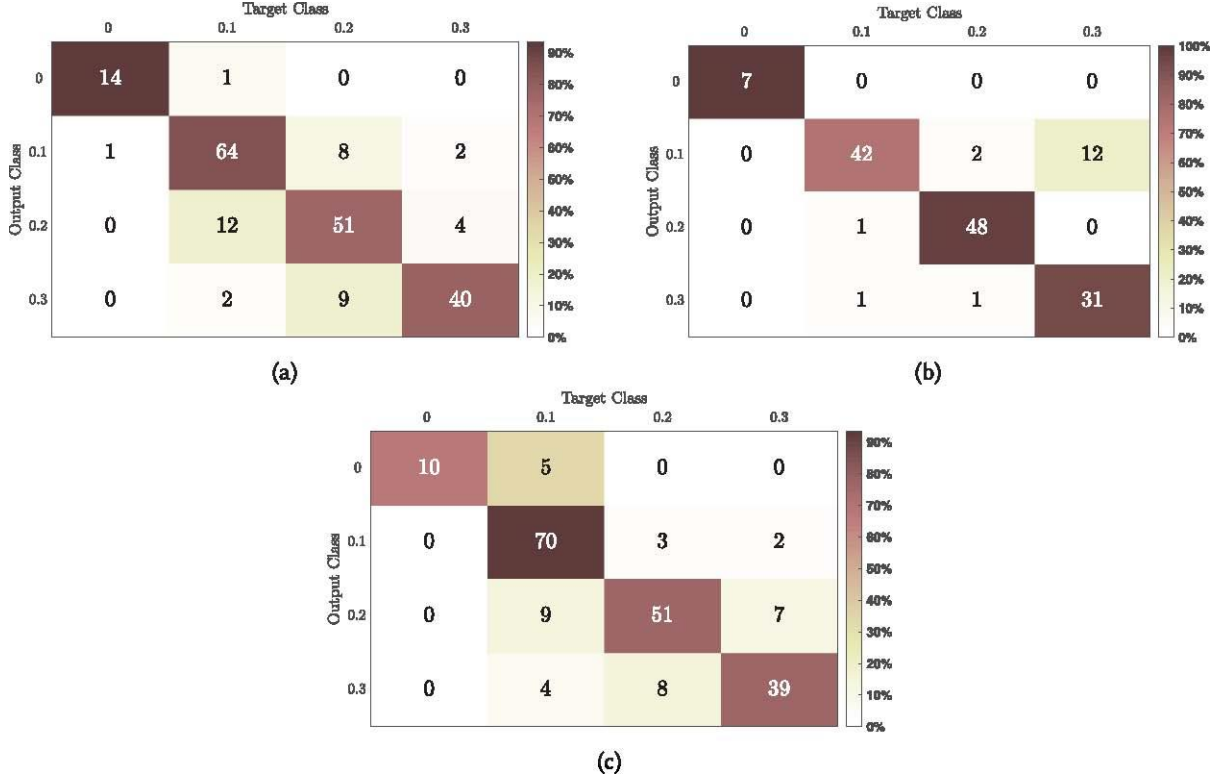 Target Class
0 0.1 0.2 0.3
Output Class
0 14 1 0 0
0.1 1 64 8 2
0.2 0 12 51 4
0.3 0 2 9 40
90%
80%
70%
60%
50%
40%
30%
20%
10%
0%
(a)
Target Class
0 0.1 0.2 0.3
Output Class
0 7 0 0 0
0.1 0 42 2 12
0.2 0 1 48 0
0.3 0 1 1 31
100%
90%
80%
70%
60%
50%
40%
30%
20%
10%
0%
(b)
Target Class
0 0.1 0.2 0.3
Output Class
0 10 5 0 0
0.1 0 70 3 2
0.2 0 9 51 7
0.3 0 4 8 39
90%
80%
70%
60%
50%
40%
30%
20%
10%
0%
(c)